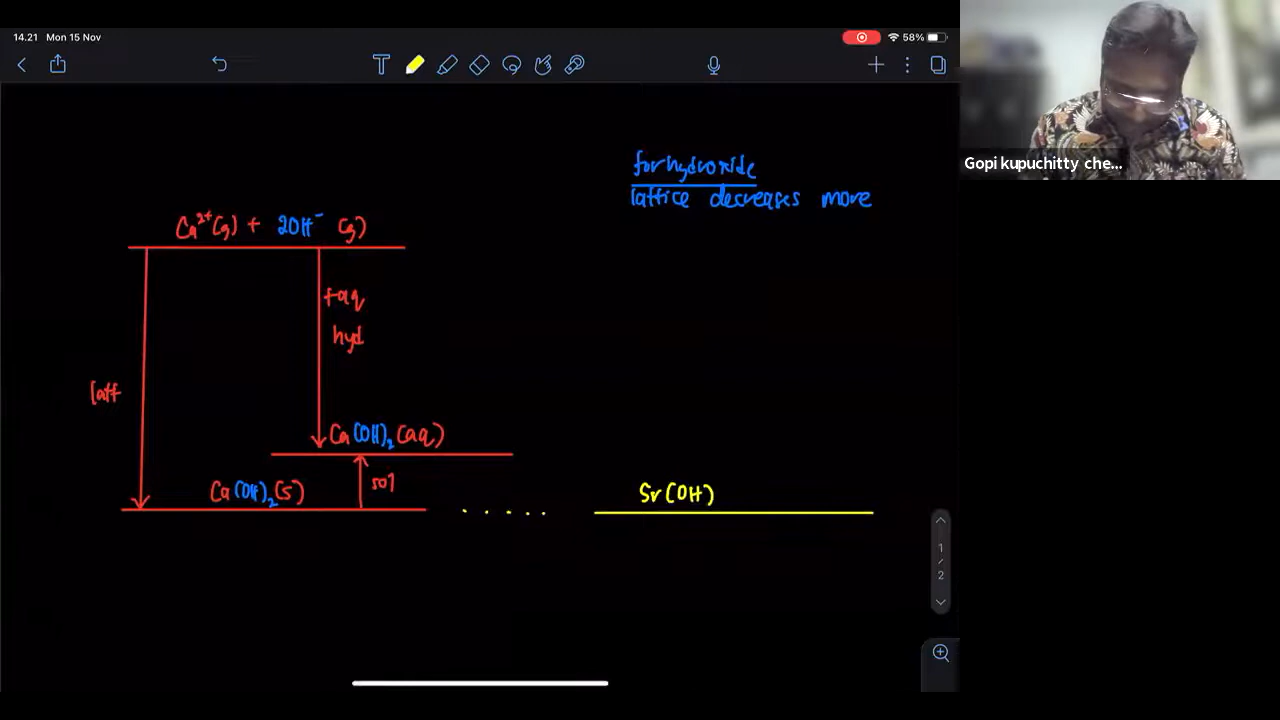 14.21 Mon 15 Nov
58%
T
Gopi kupuchitty che...
for hydroxide
lattice decreases more
Ca²⁺(g) + 2OH⁻ (g)
+aq
hyd
latt
Ca(OH)₂(aq)
Ca(OH)₂(s)
sol
. . . . .
Sr(OH)
1
/
2